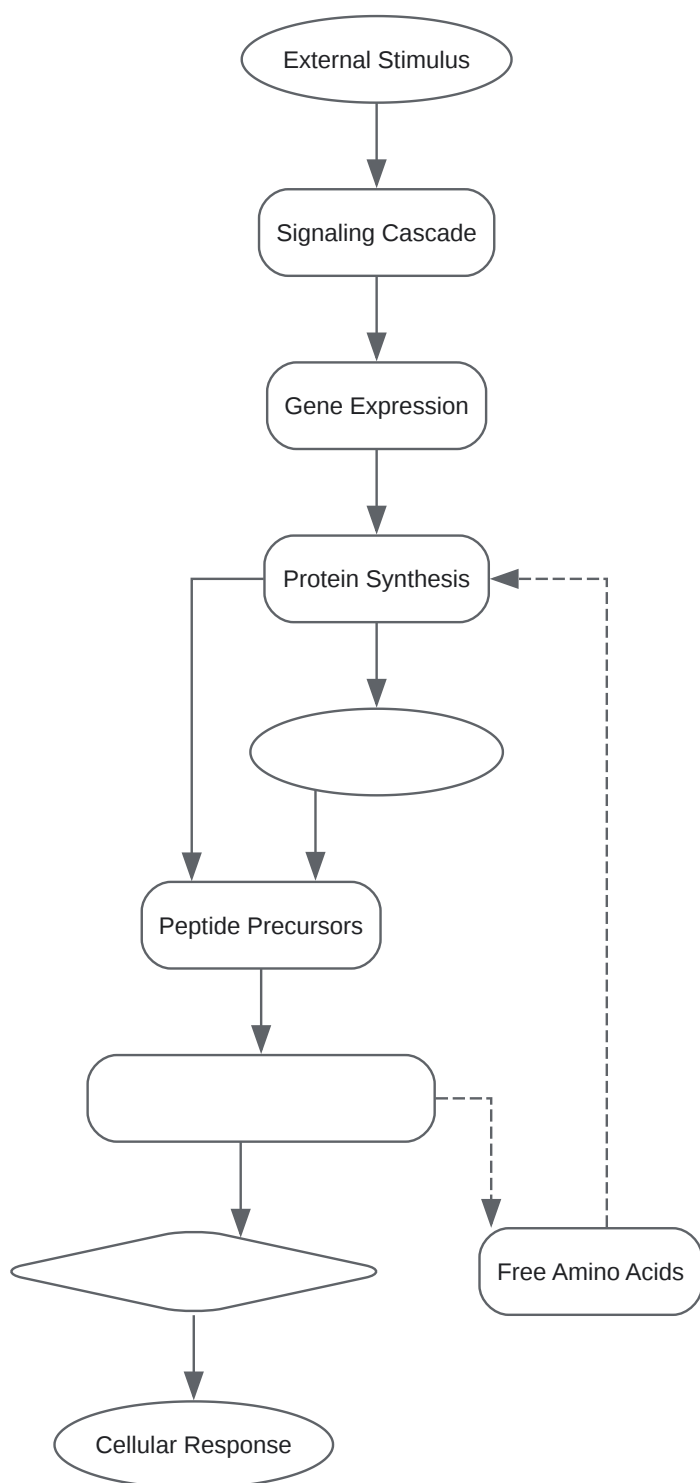 External Stimulus
Signaling Cascade
Gene Expression
Protein Synthesis
Peptide Precursors
Free Amino Acids
Cellular Response